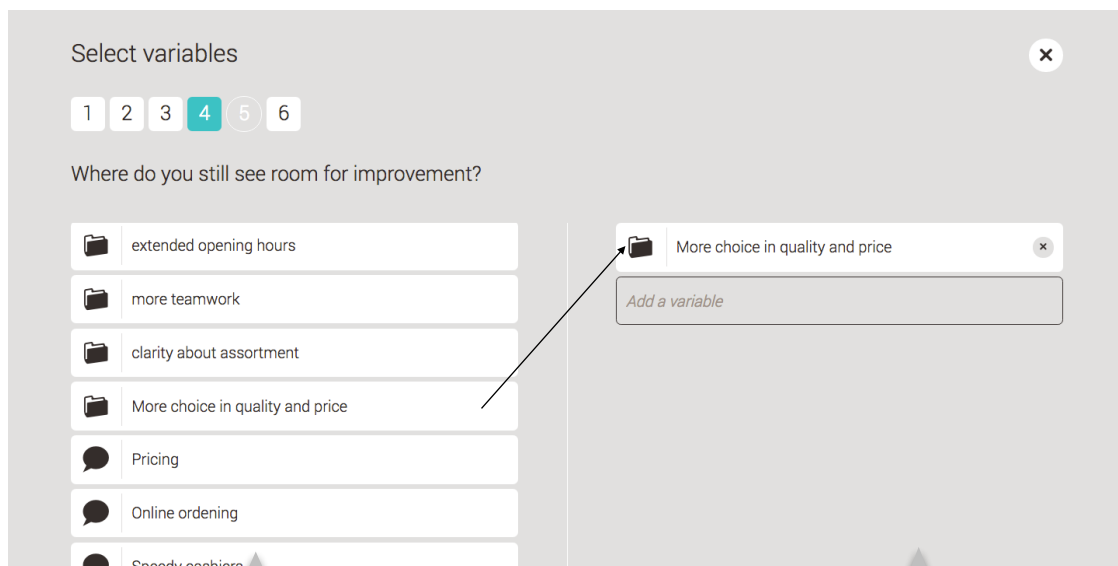 Select variables
1 2 3 4 5 6
Where do you still see room for improvement?
extended opening hours
more teamwork
clarity about assortment
More choice in quality and price
Pricing
Online ordening
Speedy cashiers
More choice in quality and price
Add a variable